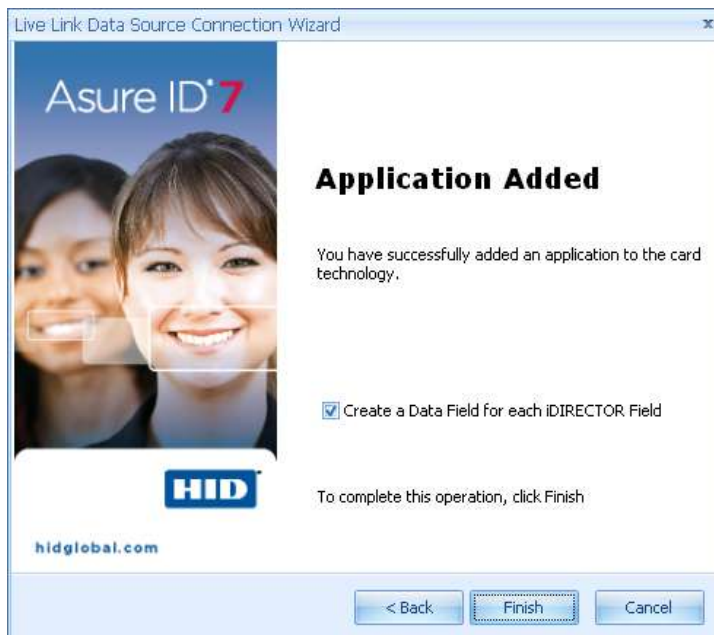 Live Link Data Source Connection Wizard
x
Asure ID 7
Application Added
You have successfully added an application to the card
technology.
Create a Data Field for each iDIRECTOR Field
HID
To complete this operation, click Finish
hidglobal.com
< Back
Finish
Cancel